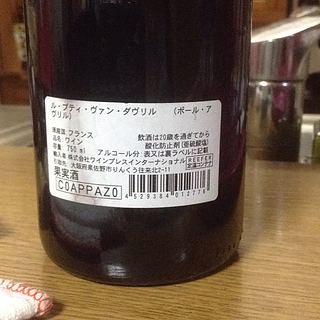 ル・プティ・ヴァン・ダヴリル （ポール・ア
ヴリル）
原産国:フランス 飲酒は20歳を過ぎてから
品名:ワイン 酸化防止剤(亜硫酸塩)
容量:750 ml アルコール分:表又は裏ラベルに記載
輸入者:株式会社ワインプレスインターナショナル REEFER
引取先:大阪府泉佐野市りんくう往来北2-11
果実酒
COAPPAZO
4529384012778